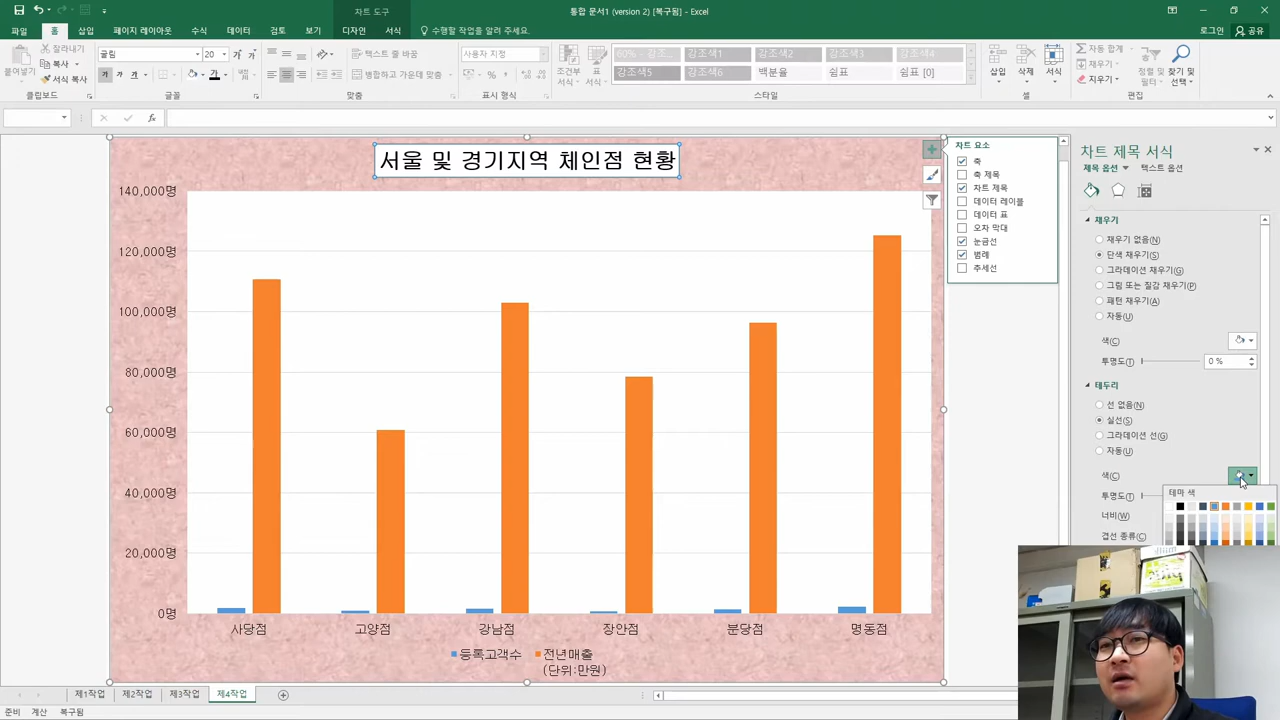 차트 도구
통합 문서1 (version 2) [복구됨] - Excel
파일 홈 삽입 페이지 레이아웃 수식 데이터 검토 보기 디자인 서식 수행할 작업을 알려 주세요.
로그인 공유
붙여넣기
잘라내기
복사
서식 복사
클립보드
굴림 20
가 가 가
글꼴
텍스트 줄 바꿈
병합하고 가운데 맞춤
맞춤
사용자 지정
표시 형식
조건부 서식
표 서식
60% - 강조... 강조색1 강조색2 강조색3 강조색4
강조색5 강조색6 백분율 쉼표 쉼표 [0]
스타일
삽입 삭제 서식
셀
자동 합계
채우기
지우기
정렬 및 필터
찾기 및 선택
편집
서울 및 경기지역 체인점 현황
140,000명
120,000명
100,000명
80,000명
60,000명
40,000명
20,000명
0명
사당점 고양점 강남점 장안점 분당점 명동점
등록고객수 전년매출
(단위:만원)
차트 요소
축
축 제목
차트 제목
데이터 레이블
데이터 표
오차 막대
눈금선
범례
추세선
차트 제목 서식
제목 옵션 텍스트 옵션
채우기
채우기 없음(N)
단색 채우기(S)
그라데이션 채우기(G)
그림 또는 질감 채우기(P)
패턴 채우기(A)
자동(U)
색(C)
투명도(T) 0 %
테두리
선 없음(N)
실선(S)
그라데이션 선(G)
자동(U)
색(C)
테마 색
투명도(T)
너비(W)
겹선 종류(C)
제1작업 제2작업 제3작업 제4작업
준비 계산 복구됨